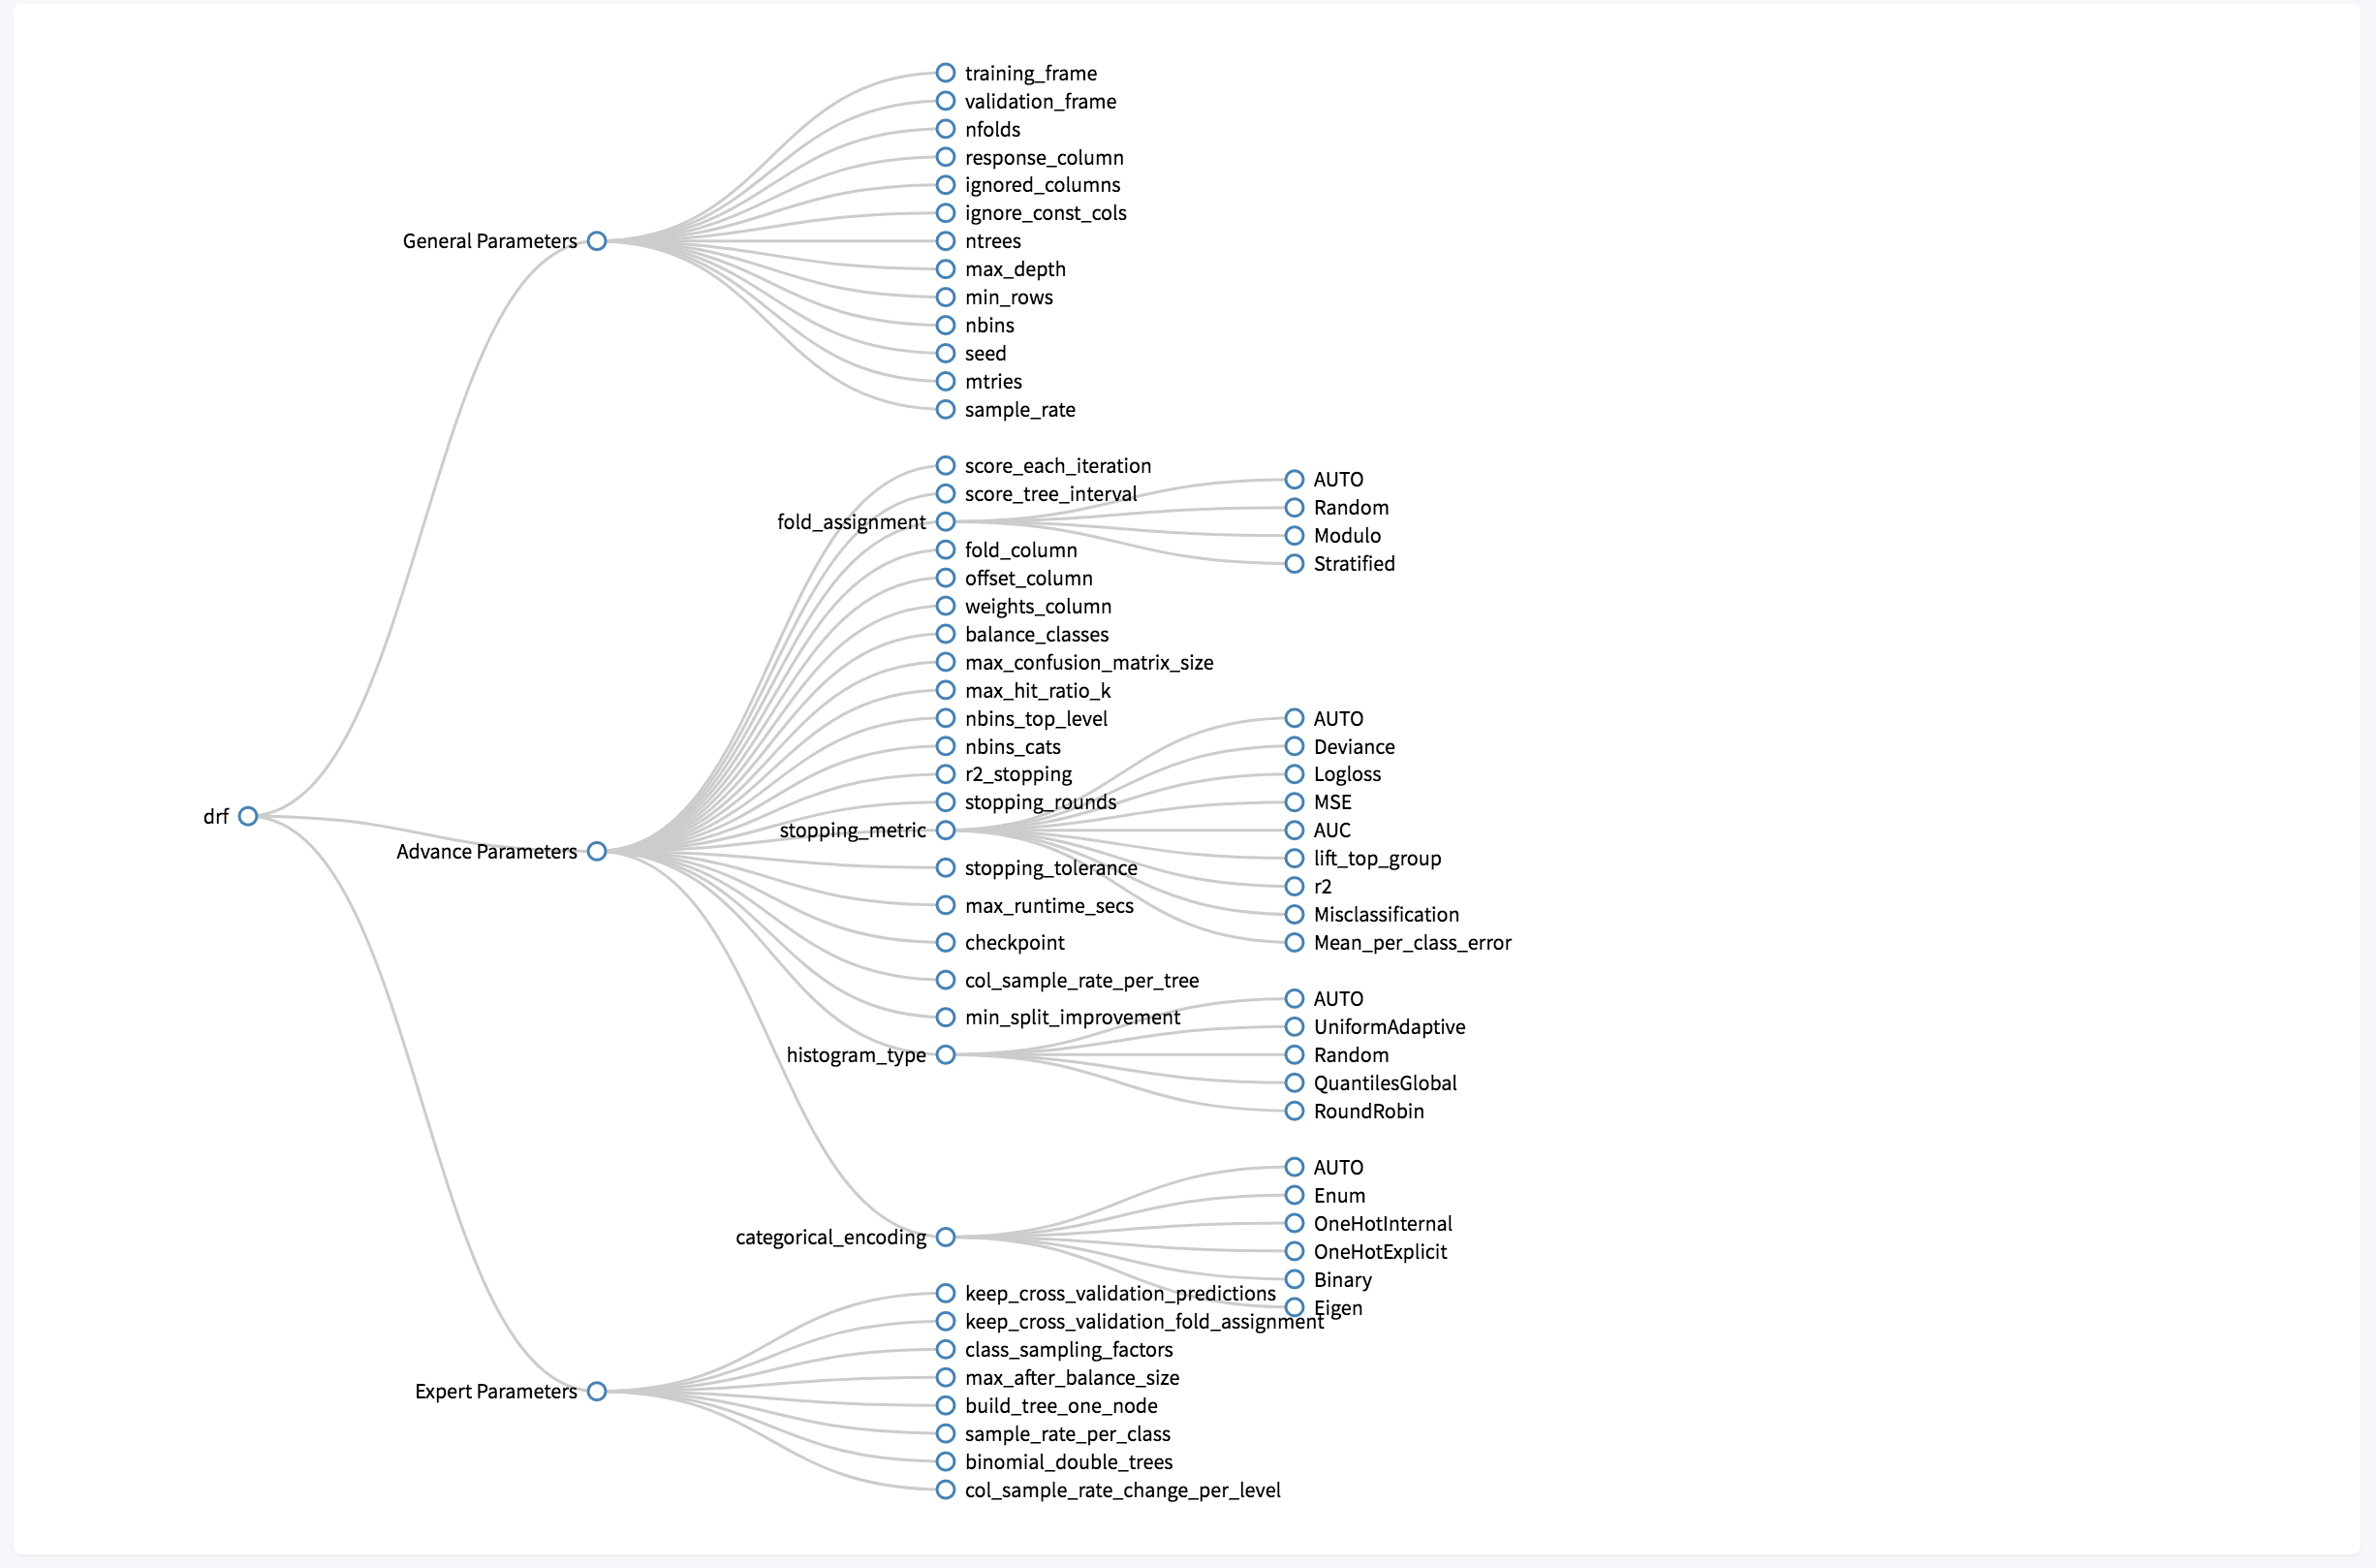 drf
General Parameters
training_frame
validation_frame
nfolds
response_column
ignored_columns
ignore_const_cols
ntrees
max_depth
min_rows
nbins
seed
mtries
sample_rate
Advance Parameters
score_each_iteration
score_tree_interval
fold_assignment
AUTO
Random
Modulo
Stratified
fold_column
offset_column
weights_column
balance_classes
max_confusion_matrix_size
max_hit_ratio_k
nbins_top_level
nbins_cats
r2_stopping
stopping_rounds
stopping_metric
AUTO
Deviance
Logloss
MSE
AUC
lift_top_group
r2
Misclassification
Mean_per_class_error
stopping_tolerance
max_runtime_secs
checkpoint
col_sample_rate_per_tree
min_split_improvement
histogram_type
AUTO
UniformAdaptive
Random
QuantilesGlobal
RoundRobin
categorical_encoding
AUTO
Enum
OneHotInternal
OneHotExplicit
Binary
Eigen
Expert Parameters
keep_cross_validation_predictions
keep_cross_validation_fold_assignment
class_sampling_factors
max_after_balance_size
build_tree_one_node
sample_rate_per_class
binomial_double_trees
col_sample_rate_change_per_level